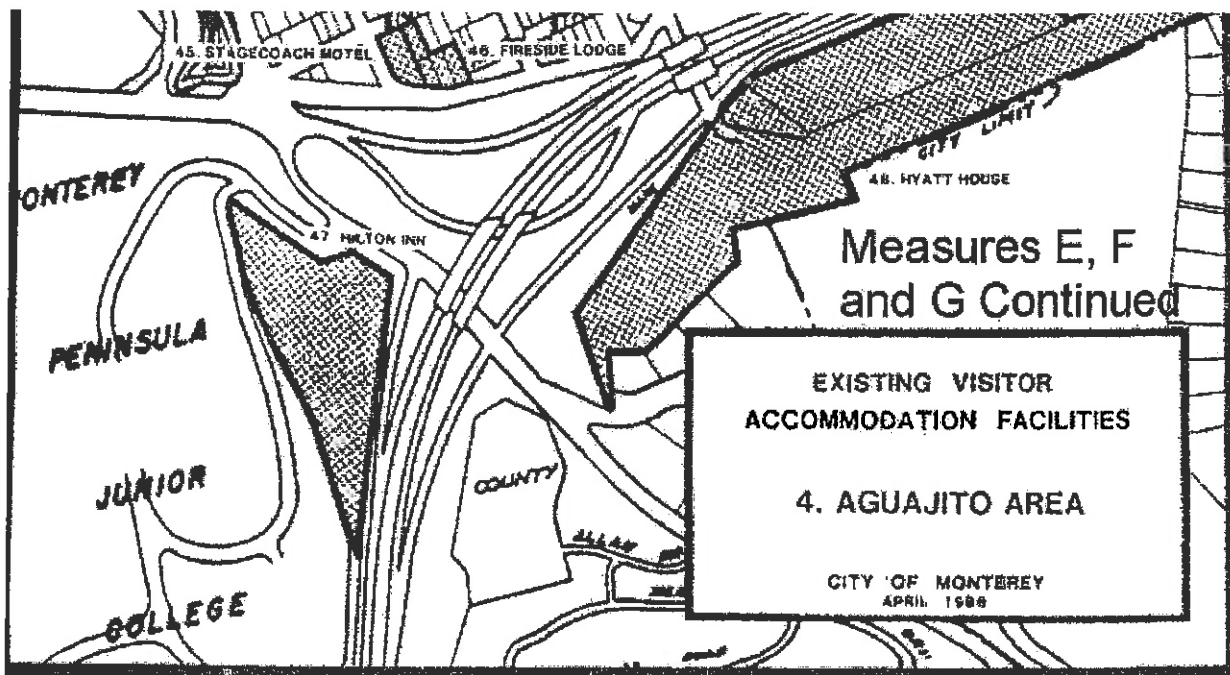 45. STAGECOACH MOTEL
46. FIRESIDE LODGE
CITY LIMIT
48. HYATT HOUSE
MONTEREY
47. HILTON INN
Measures E, F
and G Continued
PENINSULA
EXISTING VISITOR
ACCOMMODATION FACILITIES
JUNIOR
COUNTY
4. AGUAJITO AREA
ALLAN
CITY OF MONTEREY
APRIL 1986
COLLEGE